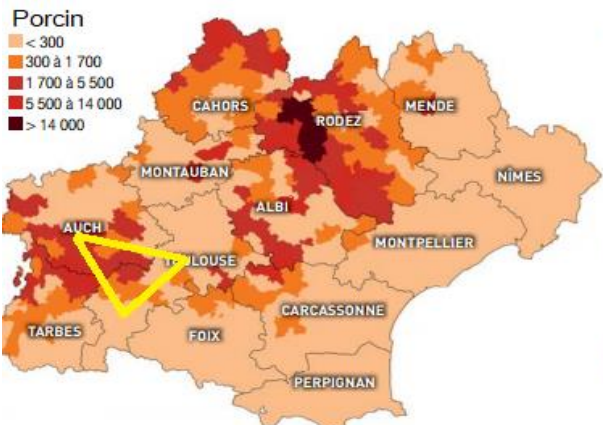 Porcin
< 300
300 à 1 700
1 700 à 5 500
5 500 à 14 000
> 14 000
CAHORS
RODEZ
MENDE
MONTAUBAN
NÎMES
ALBI
AUCH
MONTPELLIER
TOULOUSE
CARCASSONNE
TARBES
FOIX
PERPIGNAN